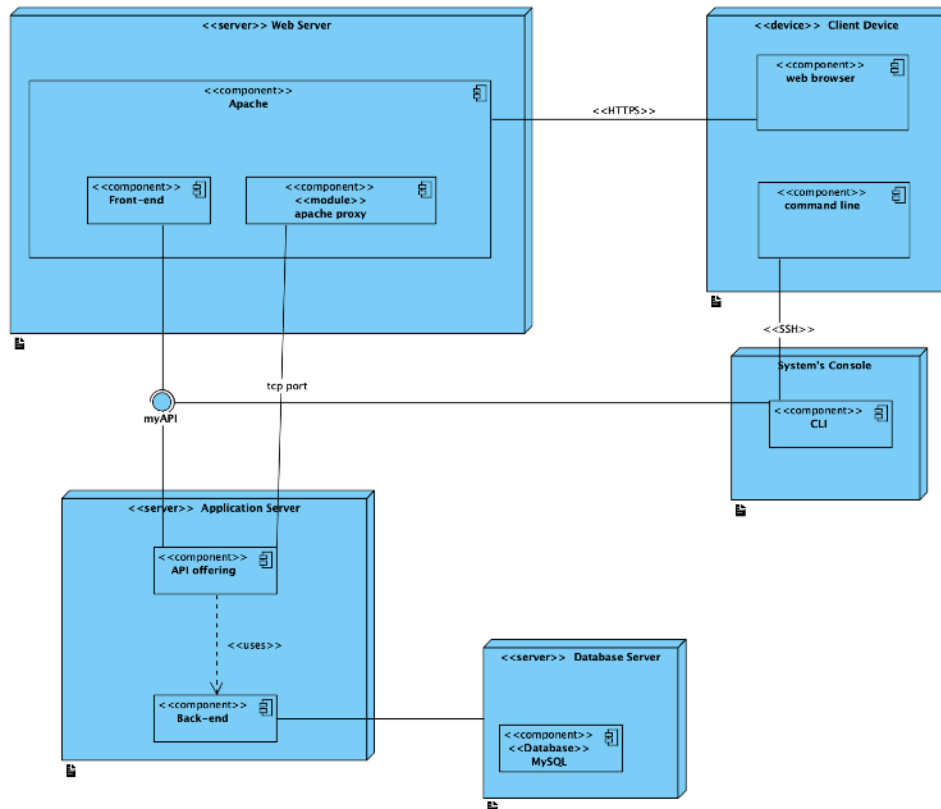 <<server>> Web Server
<<component>>
Apache
<<component>>
Front-end
<<component>>
<<module>>
apache proxy
<<HTTPS>>
<<device>> Client Device
<<component>>
web browser
<<component>>
command line
<<SSH>>
System's Console
<<component>>
CLI
tcp port
myAPI
<<server>> Application Server
<<component>>
API offering
<<uses>>
<<component>>
Back-end
<<server>> Database Server
<<component>>
<<Database>>
MySQL